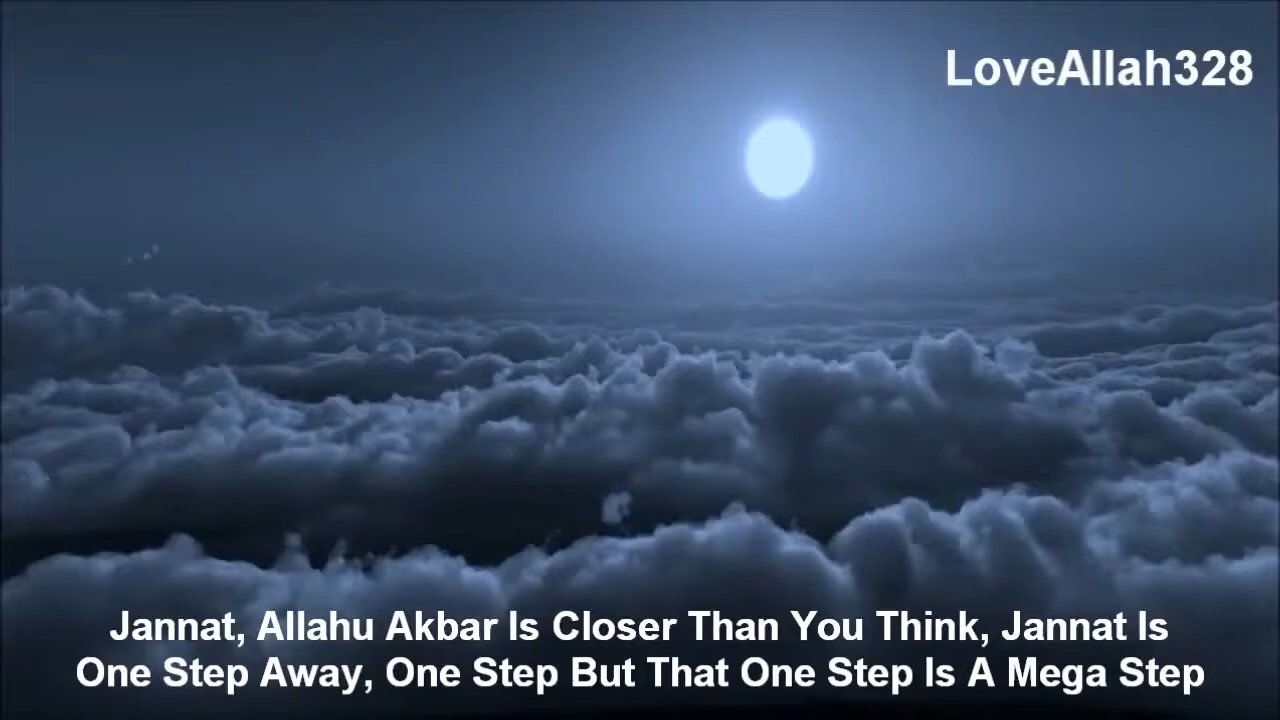 LoveAllah328
Jannat, Allahu Akbar Is Closer Than You Think, Jannat Is
One Step Away, One Step But That One Step Is A Mega Step